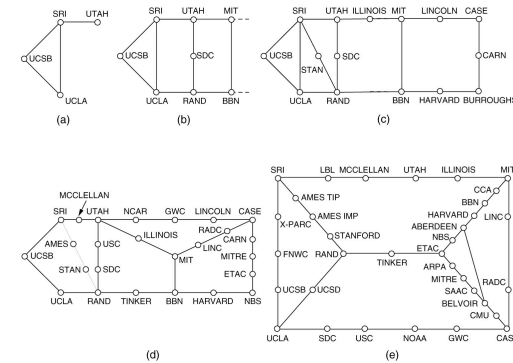 SRI UTAH
UCSB
UCLA
(a)
SRI UTAH MIT
UCSB
SDC
UCLA RAND BBN
(b)
SRI UTAH ILLINOIS MIT LINCOLN CASE
UCSB
STAN
SDC
CARN
UCLA RAND BBN HARVARD BURROUGHS
(c)
MCCLELLAN
SRI UTAH NCAR GWC LINCOLN CASE
RADC
ILLINOIS
CARN
AMES
USC
LINC
MITRE
UCSB
MIT
STAN
SDC
ETAC
UCLA RAND TINKER BBN HARVARD NBS
(d)
SRI LBL MCCLELLAN UTAH ILLINOIS MIT
CCA
AMES TIP
BBN
X-PARC
AMES IMP
HARVARD
LINC
ABERDEEN
STANFORD
NBS
FNWC
RAND
ETAC
TINKER
ARPA
MITRE
UCSB
UCSD
SAAC
RADC
BELVOIR
CMU
UCLA SDC USC NOAA GWC CAS
(e)